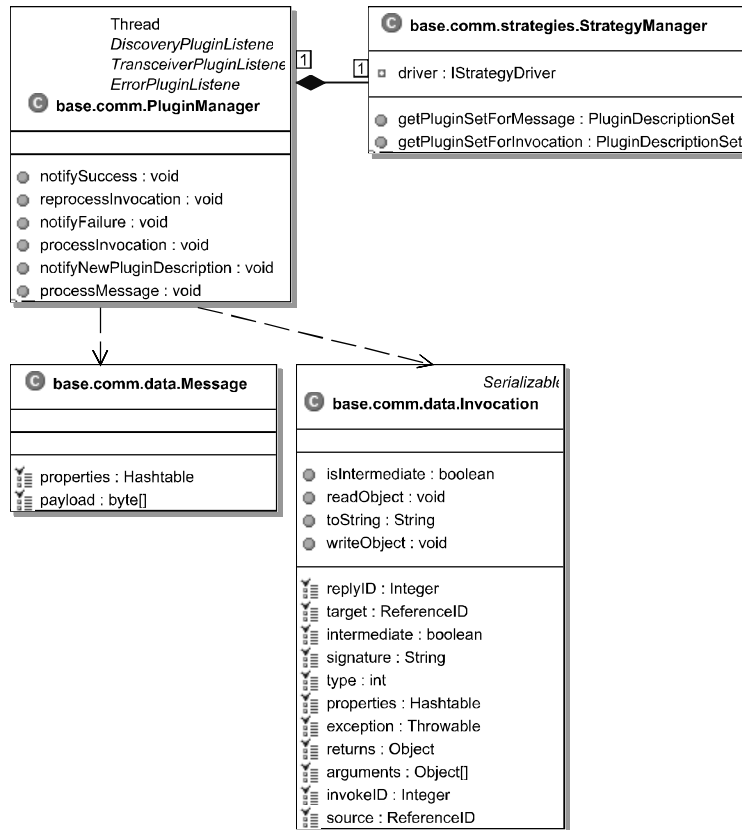 Thread
DiscoveryPluginListene
TransceiverPluginListene
ErrorPluginListene
C base.comm.PluginManager
notifySuccess : void
reprocessInvocation : void
notifyFailure : void
processInvocation : void
notifyNewPluginDescription : void
processMessage : void
1
1
C base.comm.strategies.StrategyManager
driver : IStrategyDriver
getPluginSetForMessage : PluginDescriptionSet
getPluginSetForInvocation : PluginDescriptionSet
C base.comm.data.Message
properties : Hashtable
payload : byte[]
Serializable
C base.comm.data.Invocation
isIntermediate : boolean
readObject : void
toString : String
writeObject : void
replyID : Integer
target : ReferenceID
intermediate : boolean
signature : String
type : int
properties : Hashtable
exception : Throwable
returns : Object
arguments : Object[]
invokeID : Integer
source : ReferenceID